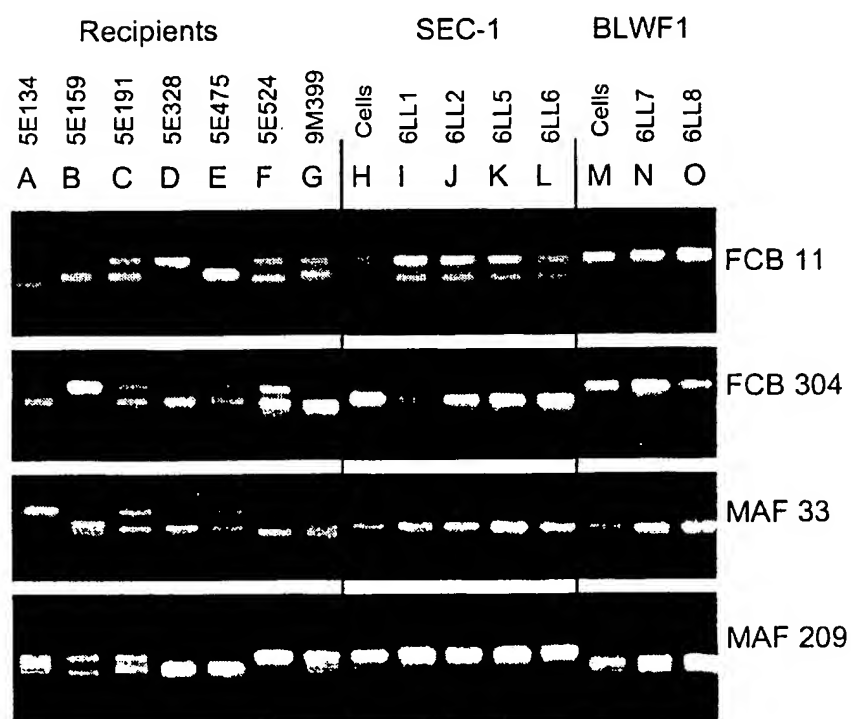 Recipients SEC-1 BLWF1
5E134 5E159 5E191 5E328 5E475 5E524 9M399 Cells 6LL1 6LL2 6LL5 6LL6 Cells 6LL7 6LL8
A B C D E F G H I J K L M N O
FCB 11
FCB 304
MAF 33
MAF 209